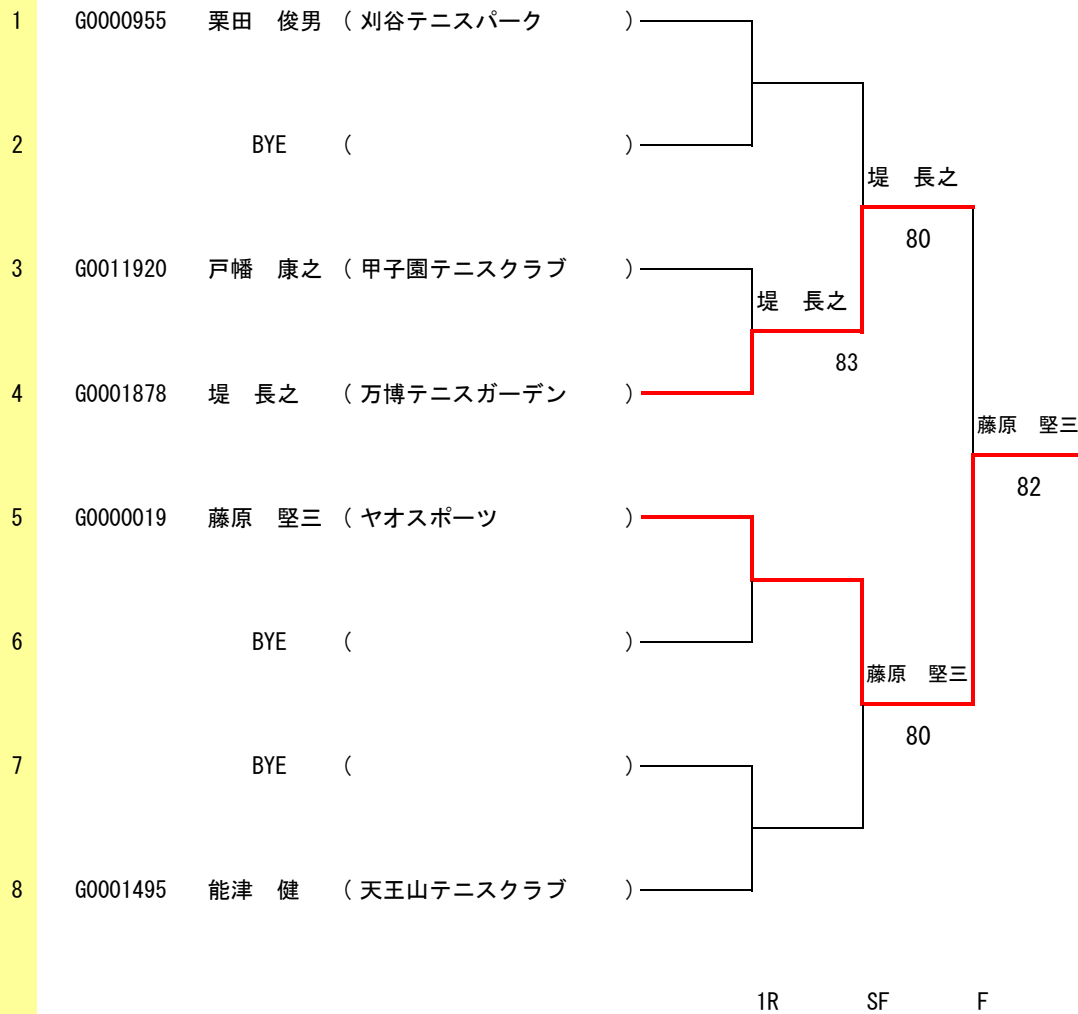 1 G0000955 栗田 俊男 ( 刈谷テニスパーク )
2 BYE ( )
堤 長之
80
3 G0011920 戸幡 康之 ( 甲子園テニスクラブ )
堤 長之
83
4 G0001878 堤 長之 ( 万博テニスガーデン )
藤原 堅三
82
5 G0000019 藤原 堅三 ( ヤオスポーツ )
6 BYE ( )
藤原 堅三
80
7 BYE ( )
8 G0001495 能津 健 ( 天王山テニスクラブ )
1R SF F